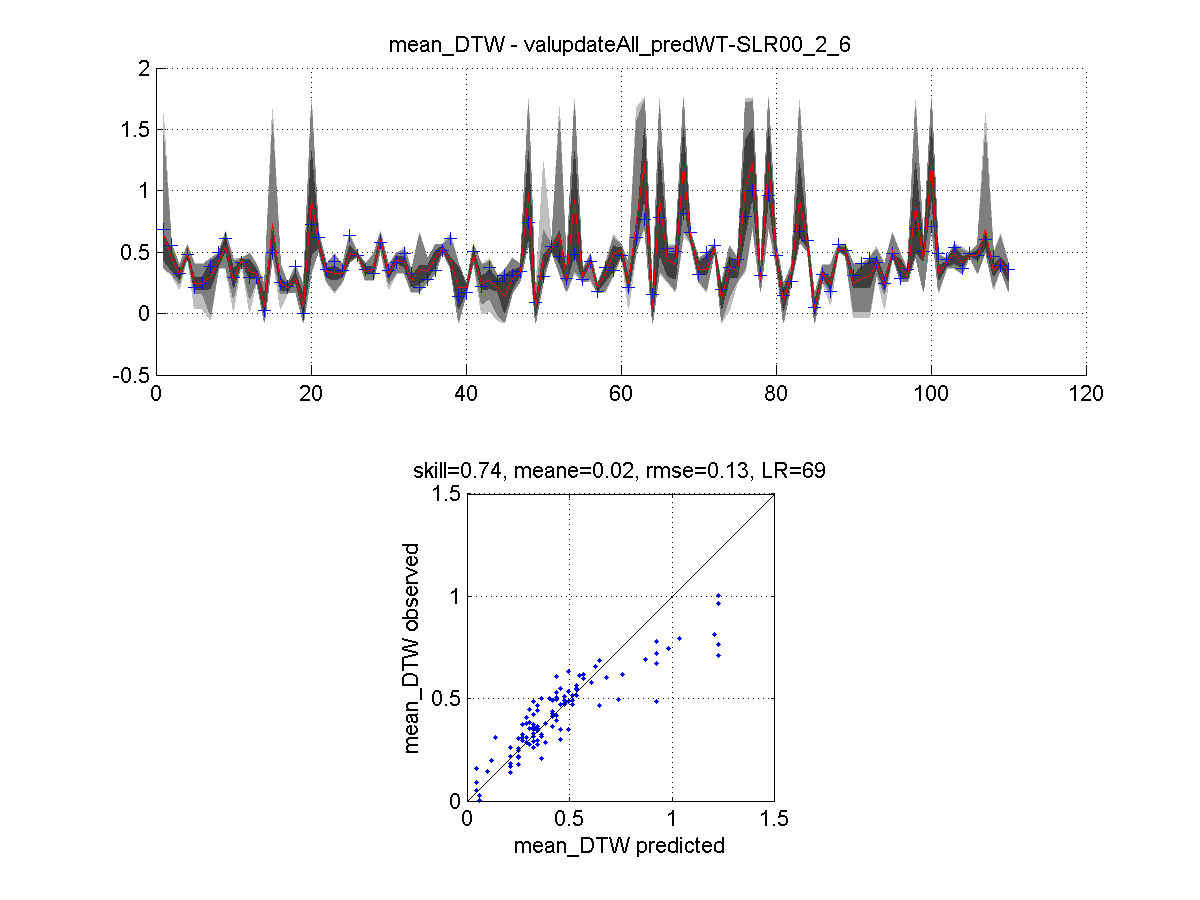 mean_DTW - valupdateAll_predWT-SLR00_2_6
2
1.5
1
0.5
0
-0.5
0 20 40 60 80 100 120
skill=0.74, meane=0.02, rmse=0.13, LR=69
1.5
1
0.5
0
mean_DTW observed
0 0.5 1 1.5
mean_DTW predicted